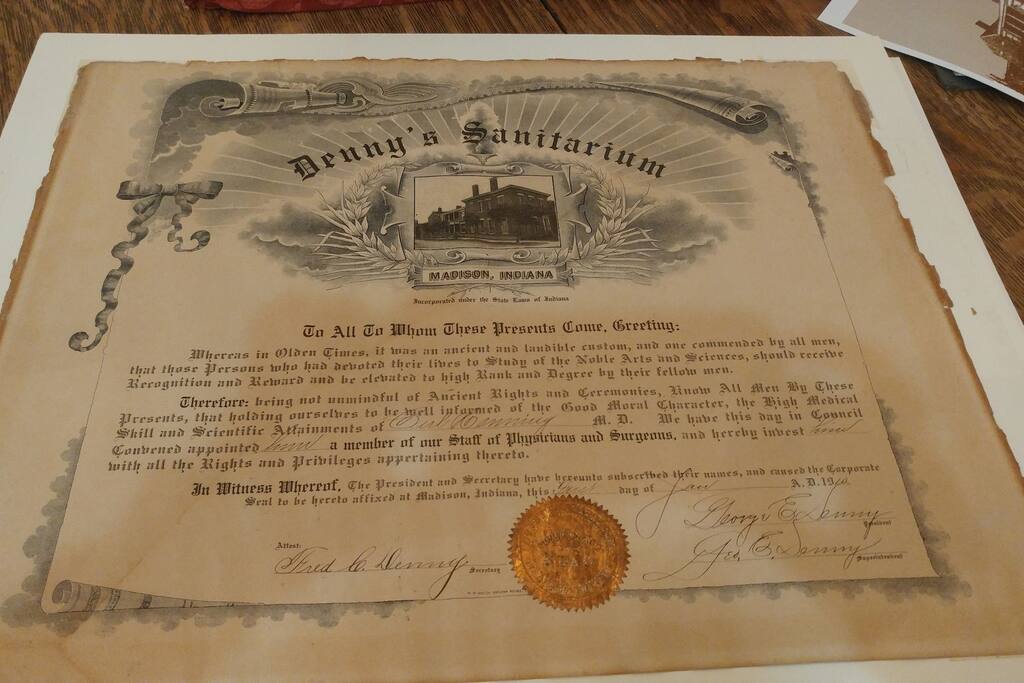 Denny's Sanitarium
MADISON, INDIANA
Incorporated under the State Laws of Indiana
To All To Whom These Presents Come, Greeting:
Whereas in Olden Times, it was an ancient and laudible custom, and one commended by all men,
that those Persons who had devoted their lives to Study of the Noble Arts and Sciences, should receive
Recognition and Reward and be elevated to high Rank and Degree by their fellow men.
Therefore: being not unmindful of Ancient Rights and Ceremonies, Know All Men By These
Presents, that holding ourselves to be well informed of the Good Moral Character, the High Medical
Skill and Scientific Attainments of M. D. We have this day in Council
Convened appointed him a member of our Staff of Physicians and Surgeons, and hereby invest him
with all the Rights and Privileges appertaining thereto.
In Witness Whereof, The President and Secretary have hereunto subscribed their names, and caused the Corporate
Seal to be hereto affixed at Madison, Indiana, this day of Jan A. D. 19
George E. Denny
President
Attest:
Fred C. Denny Secretary
B. Denny
Superintendent